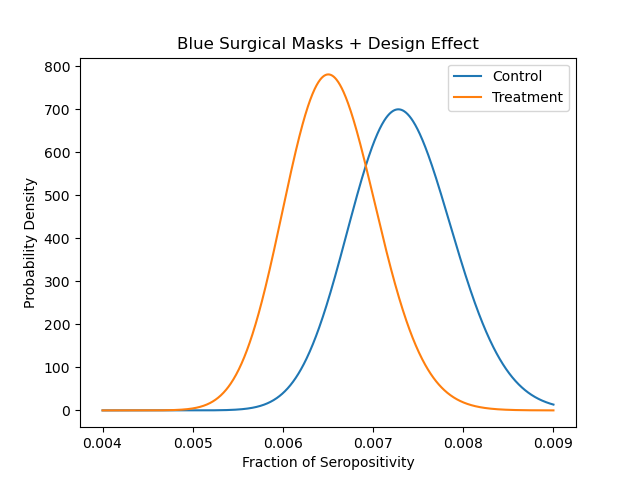 Blue Surgical Masks + Design Effect
Control
Treatment
Probability Density
800
700
600
500
400
300
200
100
0
0.004 0.005 0.006 0.007 0.008 0.009
Fraction of Seropositivity